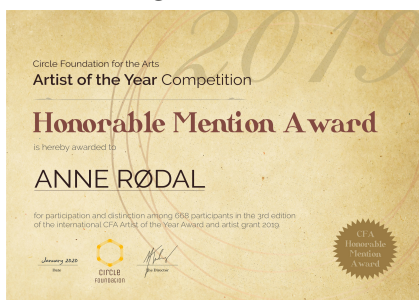 2019
Circle Foundation for the Arts
Artist of the Year Competition
Honorable Mention Award
is hereby awarded to
ANNE RØDAL
for participation and distinction among 668 participants in the 3rd edition
of the international CFA Artist of the Year Award and artist grant 2019.
January 2020
Date
CIRCLE
FOUNDATION
The Director
CFA
Honorable
Mention
Award